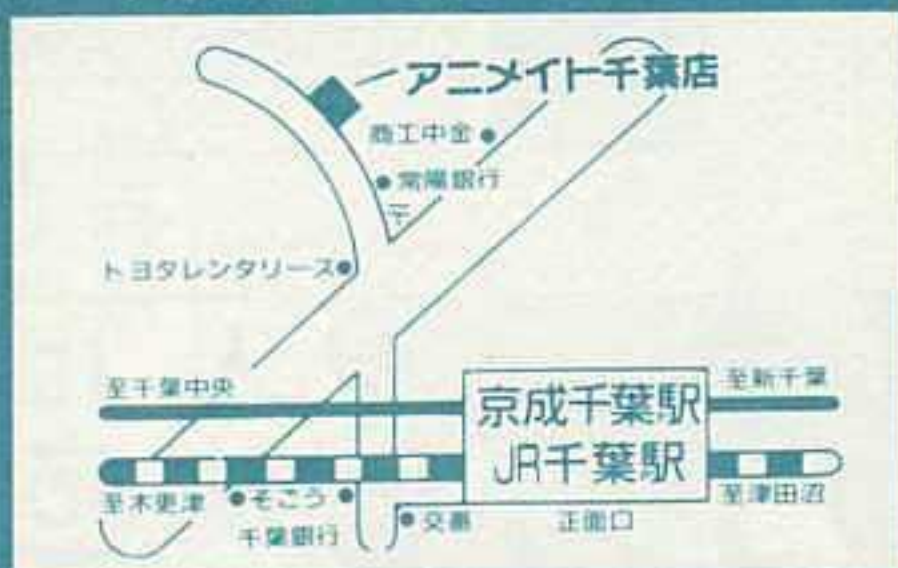 アニメイト千葉店
商工中金
常陽銀行
〒
トヨタレンタリース
至千葉中央
京成千葉駅
JR千葉駅
至新千葉
至木更津
そごう
千葉銀行
交番
正面口
至津田沼